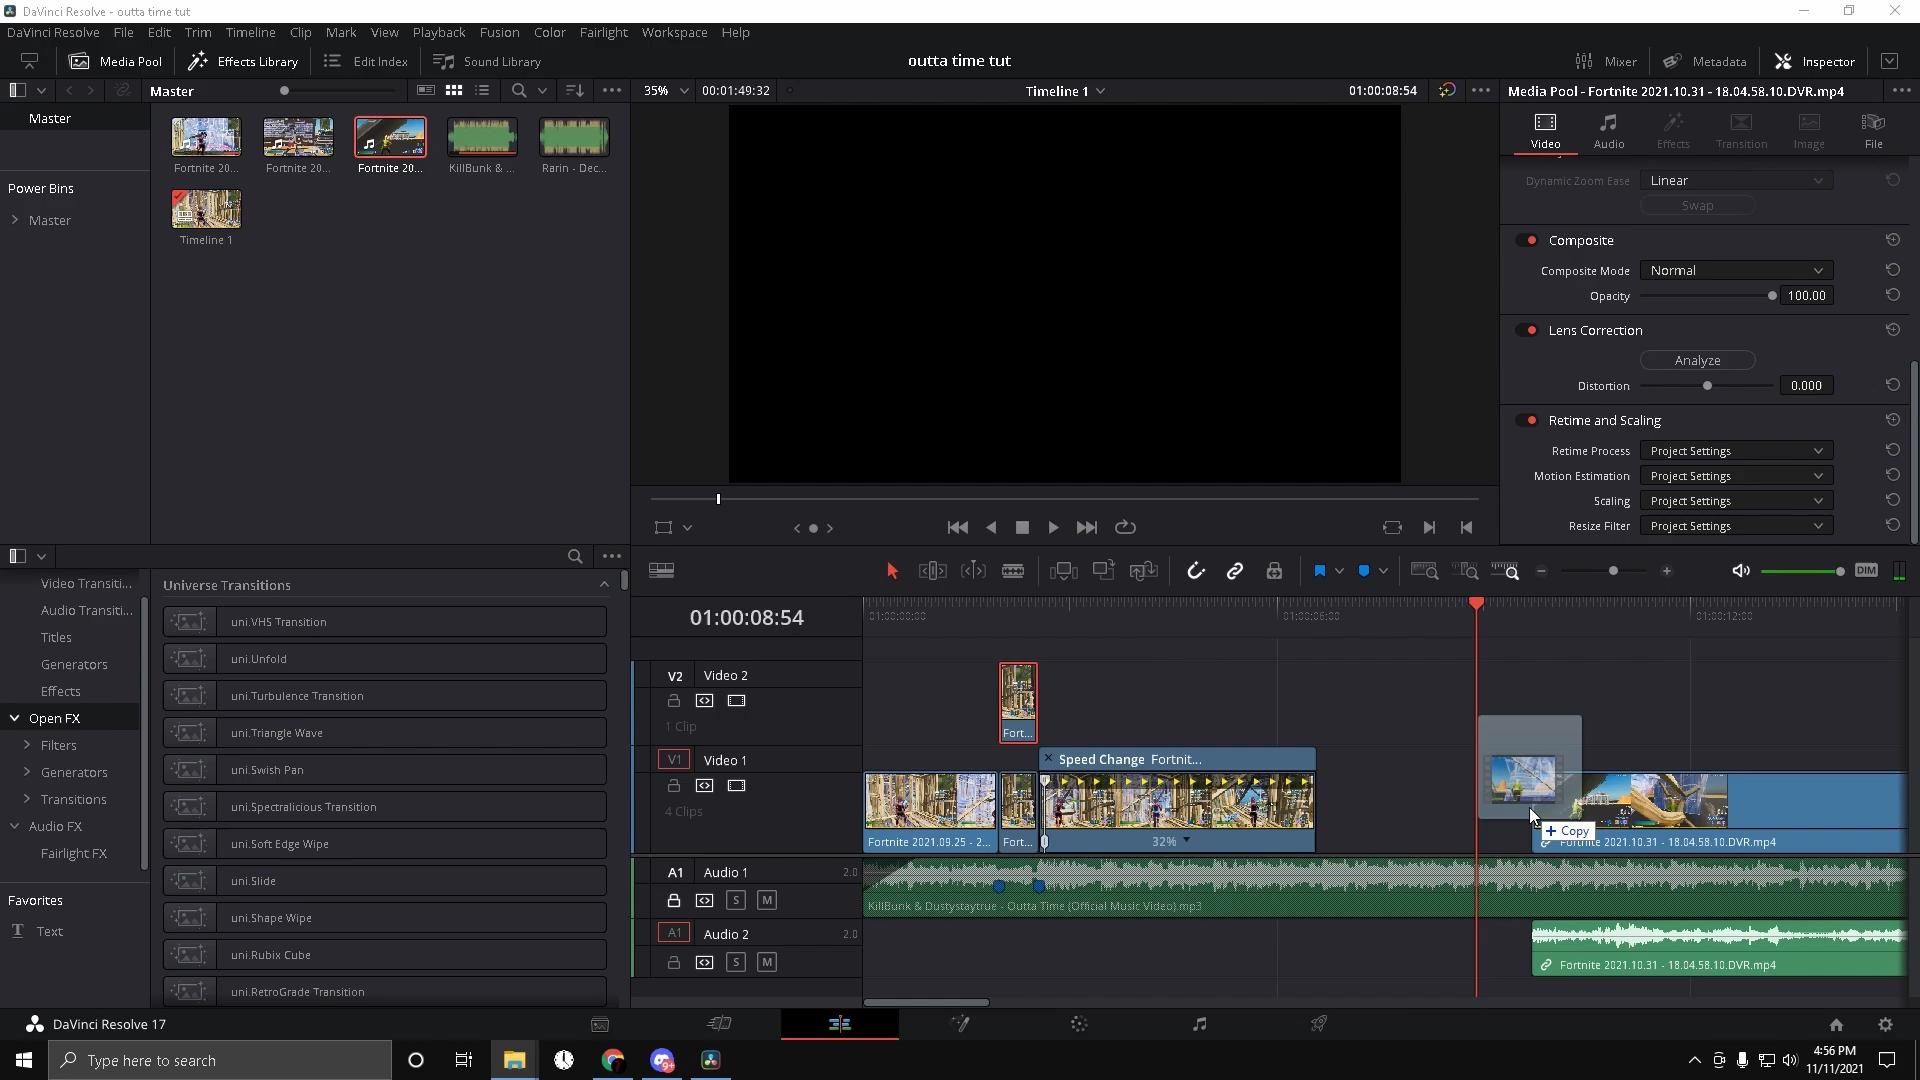 DaVinci Resolve - outta time tut
DaVinci Resolve File Edit Trim Timeline Clip Mark View Playback Fusion Color Fairlight Workspace Help
Media Pool Effects Library Edit Index Sound Library outta time tut Mixer Metadata Inspector
Master 35% 00:01:49:32 Timeline 1 01:00:08:54 Media Pool - Fortnite 2021.10.31 - 18.04.58.10.DVR.mp4
Master
Power Bins
Master
Fortnite 20... Fortnite 20... Fortnite 20... KillBunk & ... Rarin - Dec...
Timeline 1
Video Audio Effects Transition Image File
Dynamic Zoom Ease Linear
Swap
Composite
Composite Mode Normal
Opacity 100.00
Lens Correction
Analyze
Distortion 0.000
Retime and Scaling
Retime Process Project Settings
Motion Estimation Project Settings
Scaling Project Settings
Resize Filter Project Settings
Video Transiti...
Audio Transiti...
Titles
Generators
Effects
Open FX
Filters
Generators
Transitions
Audio FX
Fairlight FX
Favorites
T Text
Universe Transitions
uni.VHS Transition
uni.Unfold
uni.Turbulence Transition
uni.Triangle Wave
uni.Swish Pan
uni.Spectralicious Transition
uni.Soft Edge Wipe
uni.Slide
uni.Shape Wipe
uni.Rubix Cube
uni.RetroGrade Transition
DIM
01:00:08:54 01:00:00:00 01:00:06:00 01:00:12:00
V2 Video 2
1 Clip
Fort...
V1 Video 1
4 Clips
Speed Change Fortnit...
Fortnite 2021.09.25 - 2... Fort... 32%
Copy
Fortnite 2021.10.31 - 18.04.58.10.DVR.mp4
A1 Audio 1 2.0
S M
KillBunk & Dustystaytrue - Outta Time (Official Music Video).mp3
A1 Audio 2 2.0
S M
Fortnite 2021.10.31 - 18.04.58.10.DVR.mp4
DaVinci Resolve 17
Type here to search
9+
4:56 PM
11/11/2021